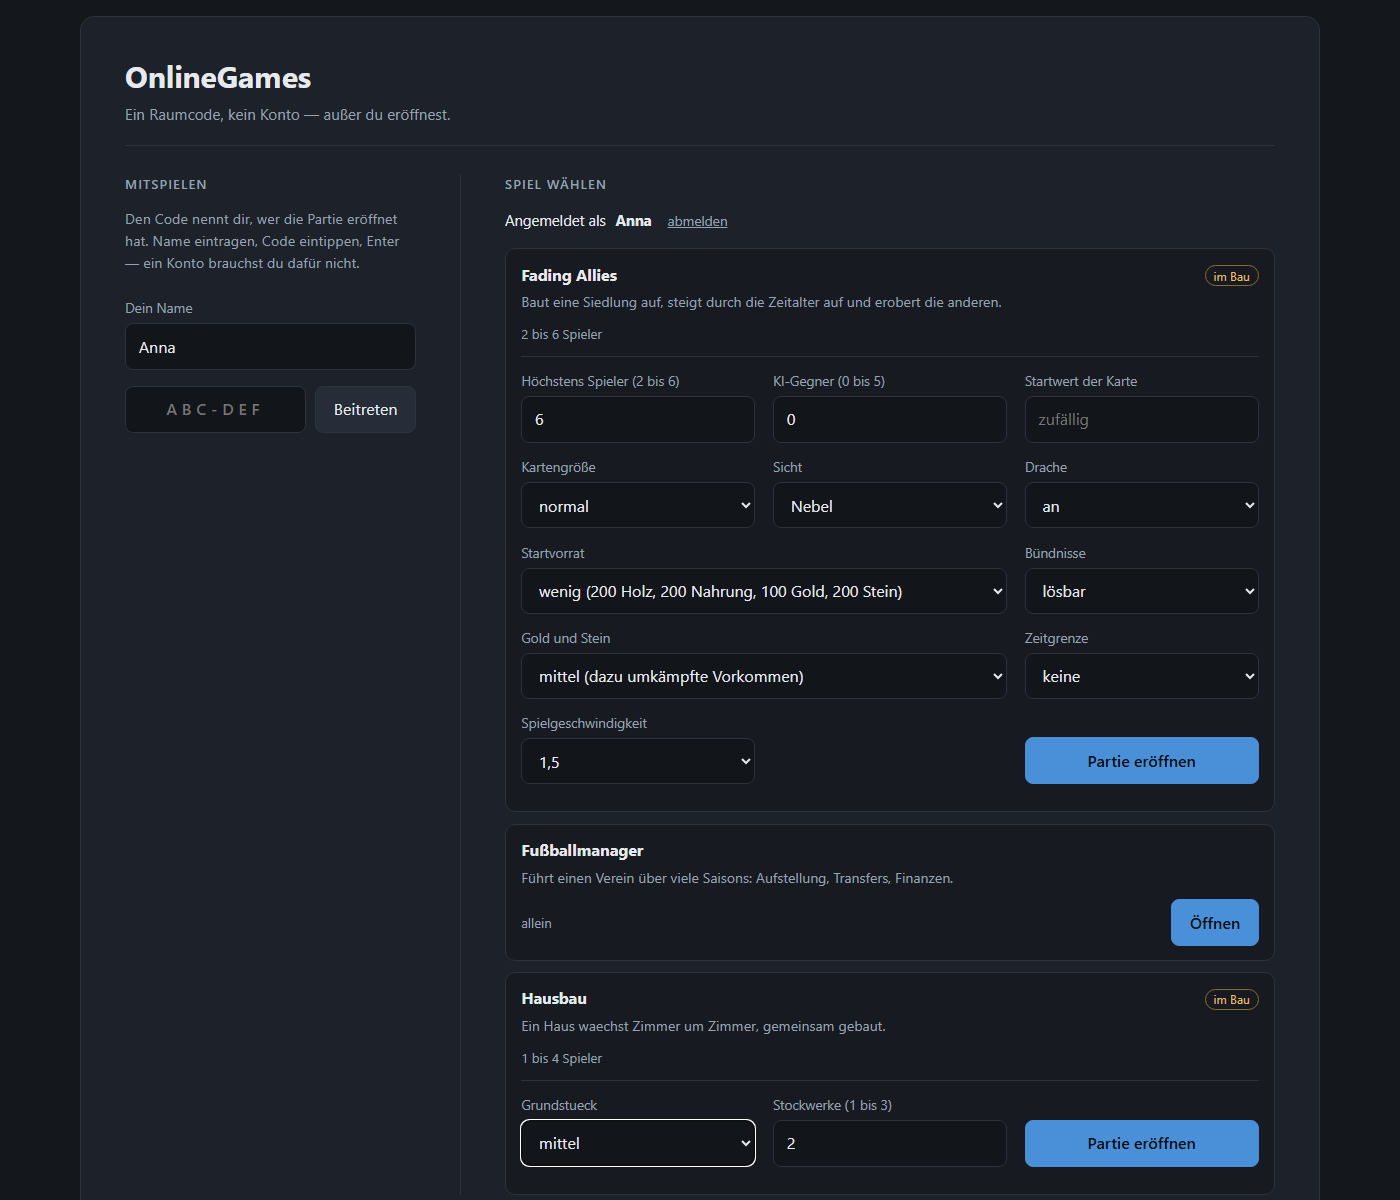 OnlineGames
Ein Raumcode, kein Konto — außer du eröffnest.
MITSPIELEN
Den Code nennt dir, wer die Partie eröffnet
hat. Name eintragen, Code eintippen, Enter
— ein Konto brauchst du dafür nicht.
Dein Name
Anna
ABC-DEF
Beitreten
SPIEL WÄHLEN
Angemeldet als Anna abmelden
Fading Allies
im Bau
Baut eine Siedlung auf, steigt durch die Zeitalter auf und erobert die anderen.
2 bis 6 Spieler
Höchstens Spieler (2 bis 6)
6
KI-Gegner (0 bis 5)
0
Startwert der Karte
zufällig
Kartengröße
normal
Sicht
Nebel
Drache
an
Startvorrat
wenig (200 Holz, 200 Nahrung, 100 Gold, 200 Stein)
Bündnisse
lösbar
Gold und Stein
mittel (dazu umkämpfte Vorkommen)
Zeitgrenze
keine
Spielgeschwindigkeit
1,5
Partie eröffnen
Fußballmanager
Führt einen Verein über viele Saisons: Aufstellung, Transfers, Finanzen.
allein
Öffnen
Hausbau
im Bau
Ein Haus waechst Zimmer um Zimmer, gemeinsam gebaut.
1 bis 4 Spieler
Grundstueck
mittel
Stockwerke (1 bis 3)
2
Partie eröffnen